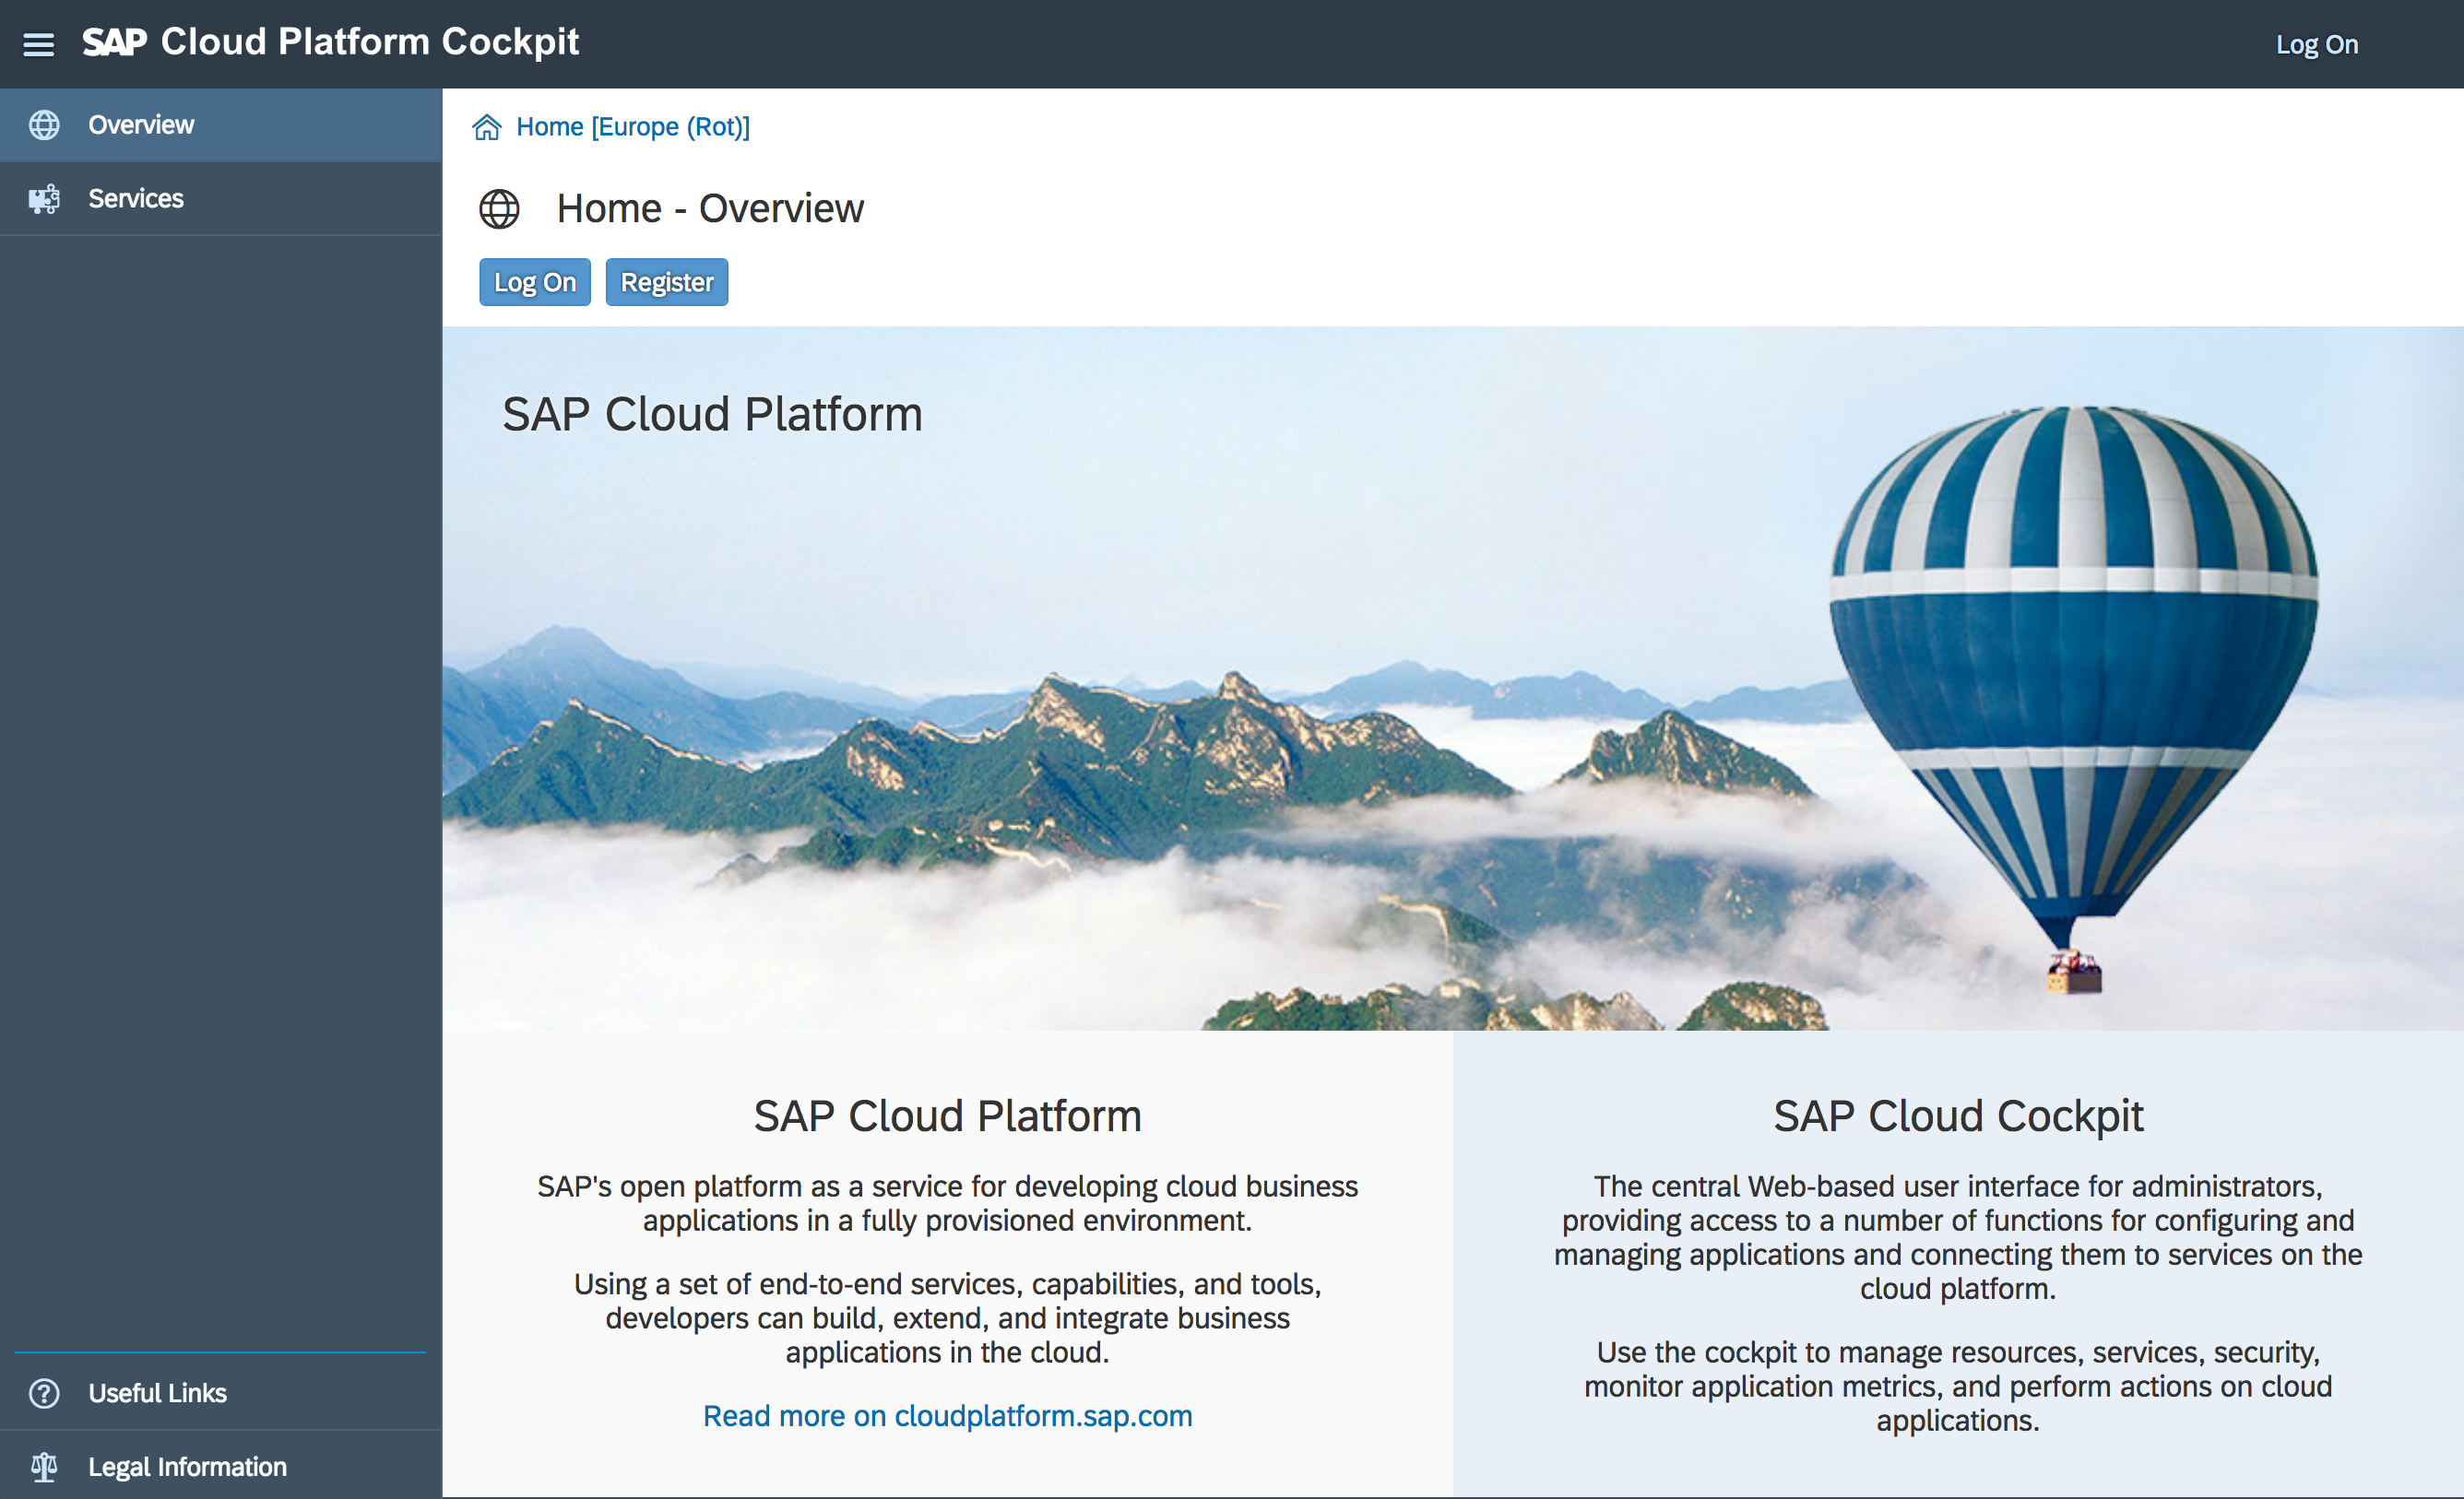 SAP Cloud Platform Cockpit
Log On
Overview
Services
Useful Links
Legal Information
Home [Europe (Rot)]
Home - Overview
Log On
Register
SAP Cloud Platform
SAP Cloud Platform
SAP's open platform as a service for developing cloud business
applications in a fully provisioned environment.
Using a set of end-to-end services, capabilities, and tools,
developers can build, extend, and integrate business
applications in the cloud.
Read more on cloudplatform.sap.com
SAP Cloud Cockpit
The central Web-based user interface for administrators,
providing access to a number of functions for configuring and
managing applications and connecting them to services on the
cloud platform.
Use the cockpit to manage resources, services, security,
monitor application metrics, and perform actions on cloud
applications.